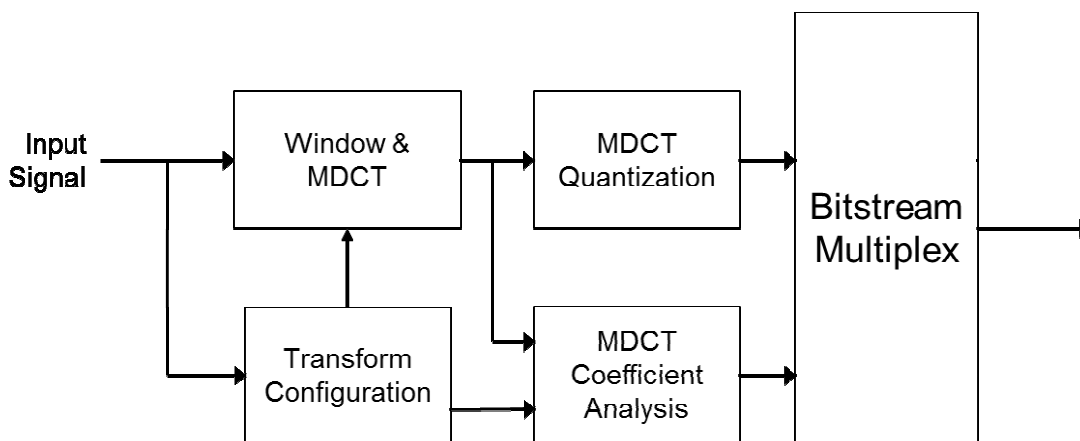 Input
Signal
Window &
MDCT
MDCT
Quantization
Bitstream
Multiplex
Transform
Configuration
MDCT
Coefficient
Analysis